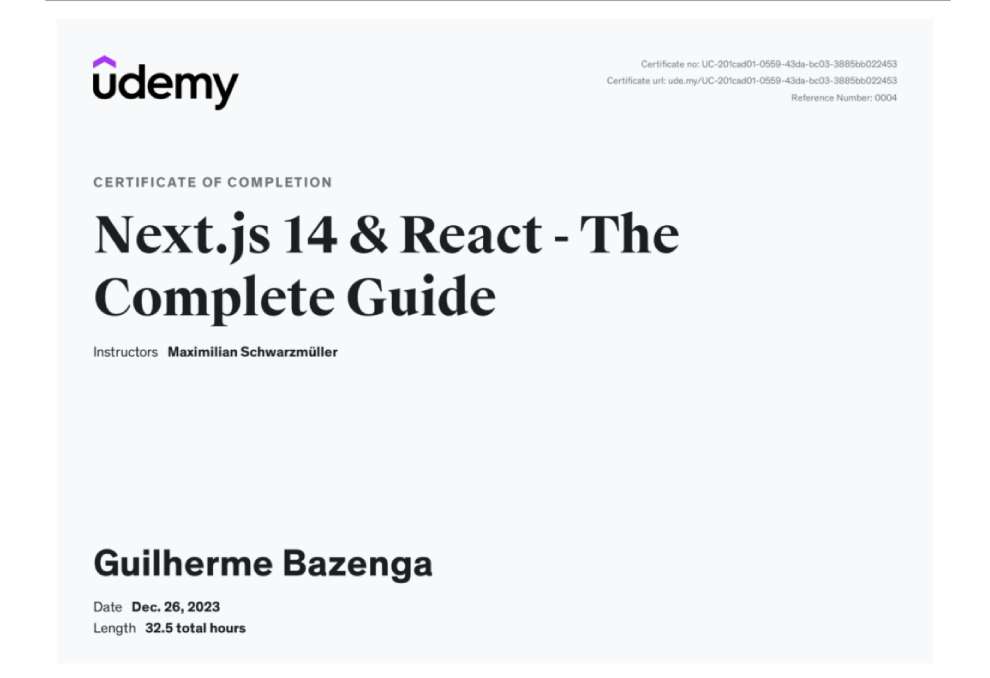 ûdemy
Certificate no: UC-201cad01-0559-43da-bc03-3885bb022453
Certificate url: ude.my/UC-201cad01-0559-43da-bc03-3885bb022453
Reference Number: 0004
CERTIFICATE OF COMPLETION
Next.js 14 & React - The
Complete Guide
Instructors Maximilian Schwarzmüller
Guilherme Bazenga
Date Dec. 26, 2023
Length 32.5 total hours